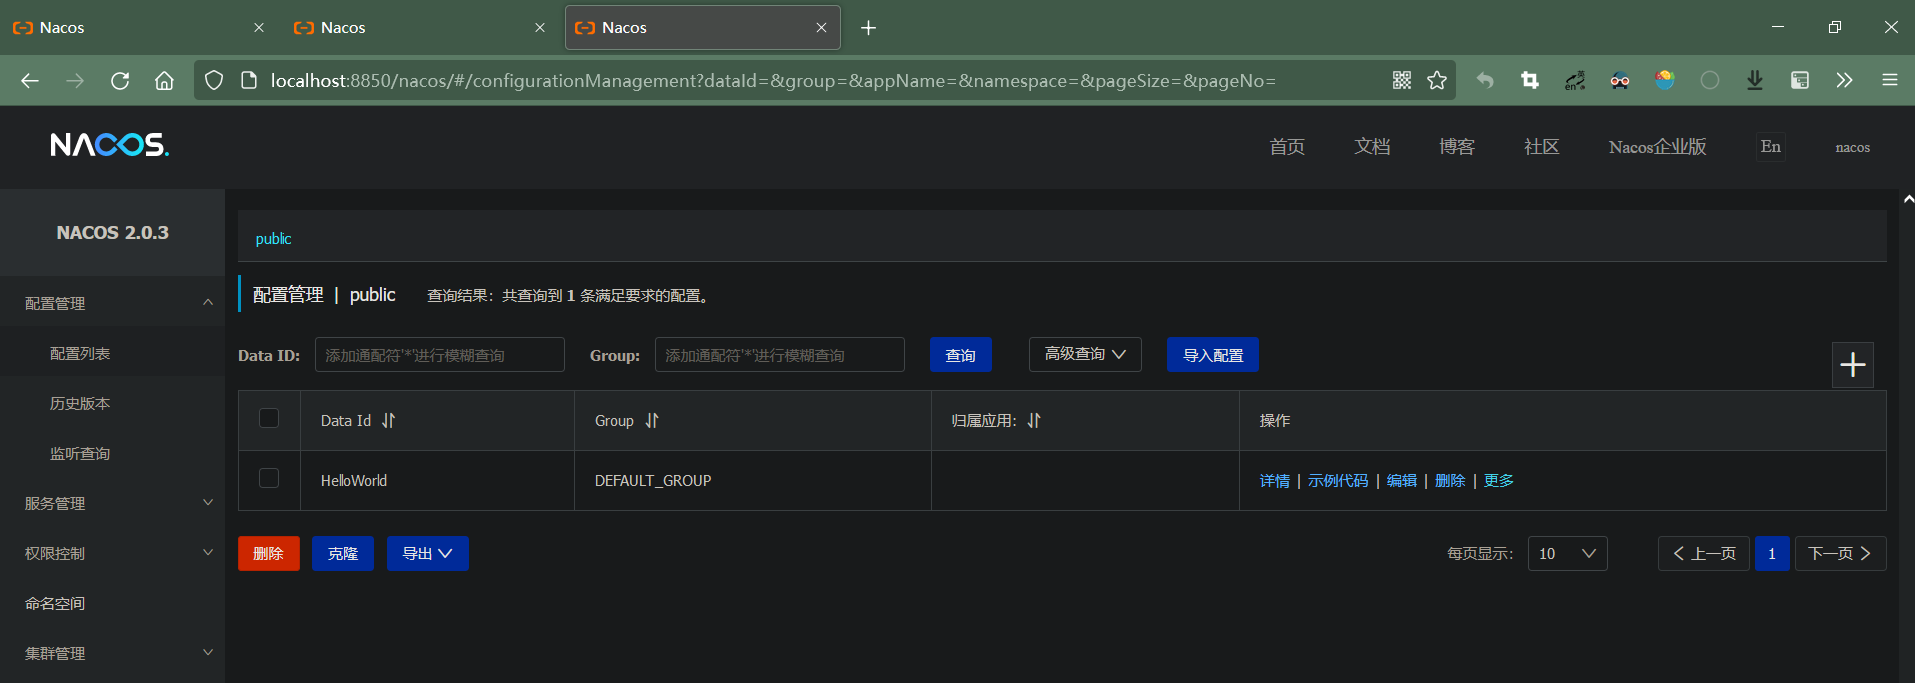 Nacos
Nacos
Nacos
localhost:8850/nacos/#/configurationManagement?dataId=&group=&appName=&namespace=&pageSize=&pageNo=
英
en
NACOS.
首页 文档 博客 社区 Nacos企业版 En nacos
NACOS 2.0.3
配置管理
配置列表
历史版本
监听查询
服务管理
权限控制
命名空间
集群管理
public
配置管理 | public 查询结果：共查询到 1 条满足要求的配置。
Data ID: 添加通配符'*'进行模糊查询 Group: 添加通配符'*'进行模糊查询 查询 高级查询 导入配置
Data Id Group 归属应用: 操作
HelloWorld DEFAULT_GROUP 详情 | 示例代码 | 编辑 | 删除 | 更多
删除 克隆 导出 每页显示: 10 上一页 1 下一页